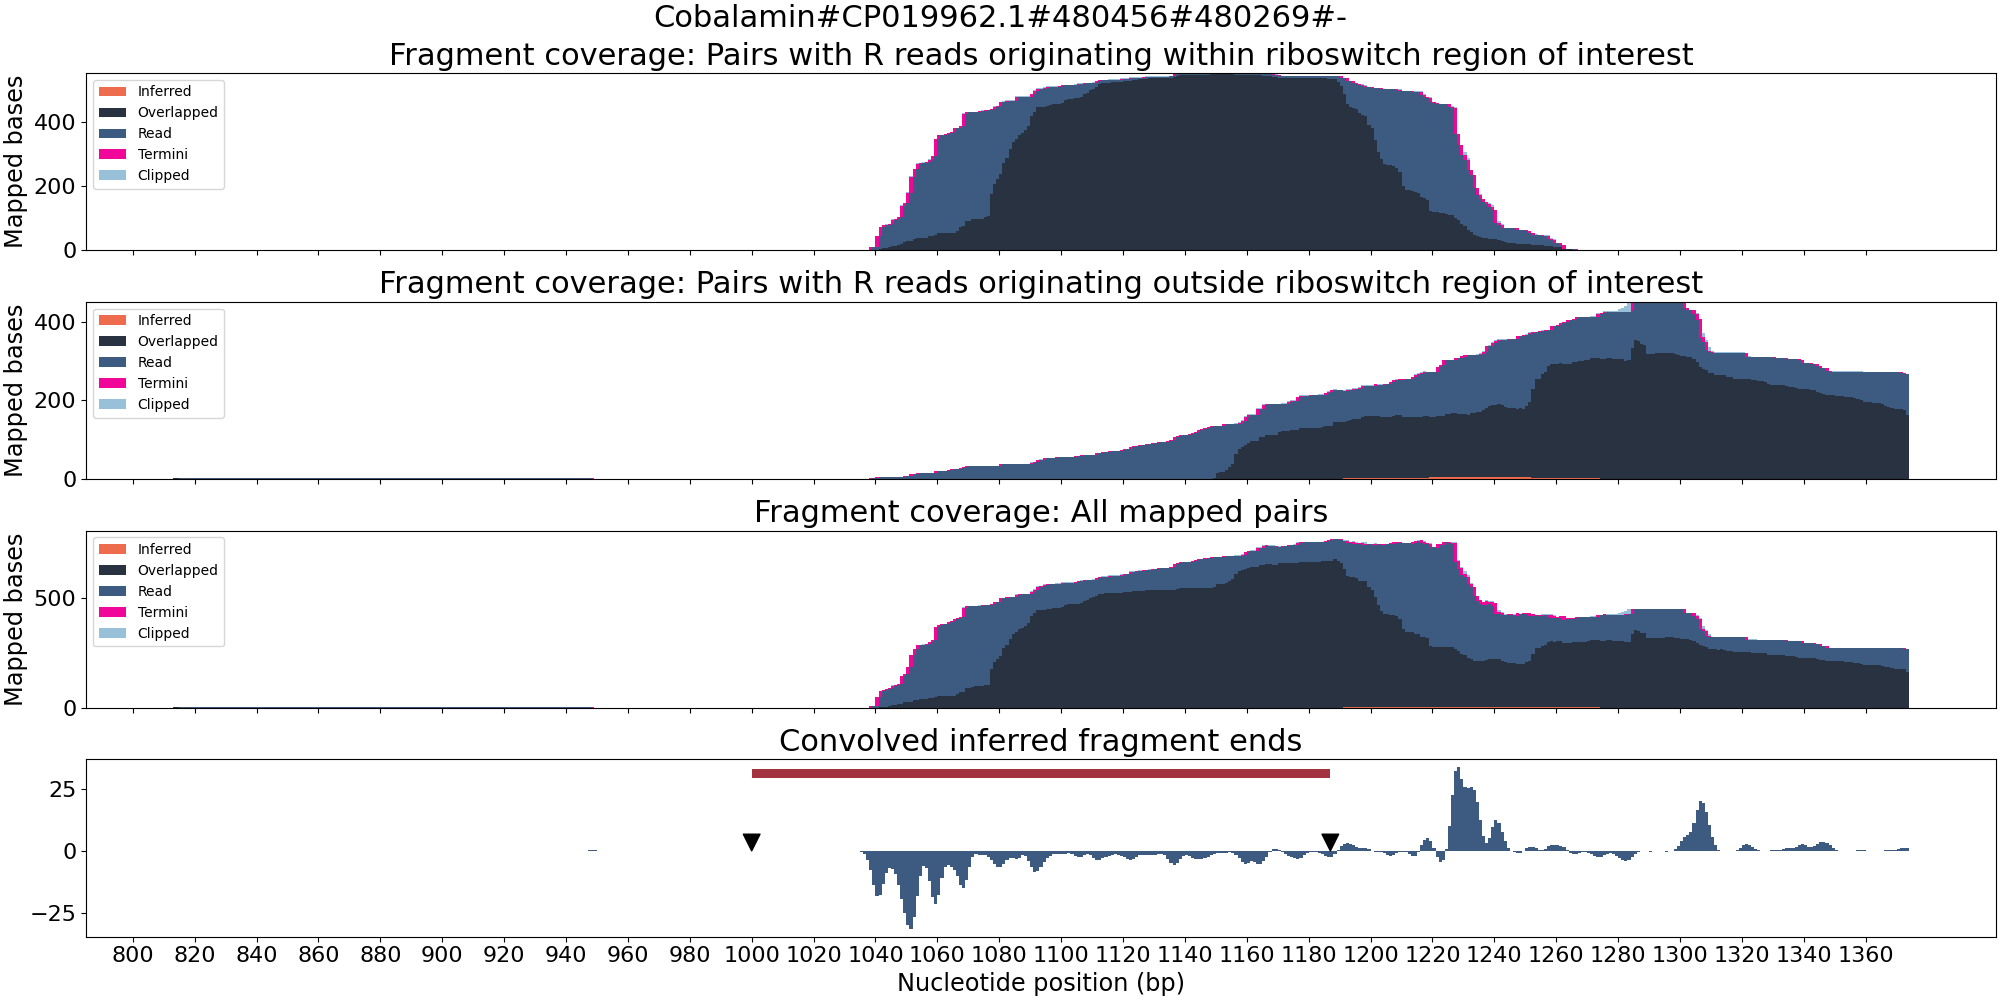 Cobalamin#CP019962.1#480456#480269#-
Fragment coverage: Pairs with R reads originating within riboswitch region of interest
Mapped bases
400
200
0
Inferred
Overlapped
Read
Termini
Clipped
Fragment coverage: Pairs with R reads originating outside riboswitch region of interest
Mapped bases
400
200
0
Inferred
Overlapped
Read
Termini
Clipped
Fragment coverage: All mapped pairs
Mapped bases
500
0
Inferred
Overlapped
Read
Termini
Clipped
Convolved inferred fragment ends
25
0
−25
800 820 840 860 880 900 920 940 960 980 1000 1020 1040 1060 1080 1100 1120 1140 1160 1180 1200 1220 1240 1260 1280 1300 1320 1340 1360
Nucleotide position (bp)